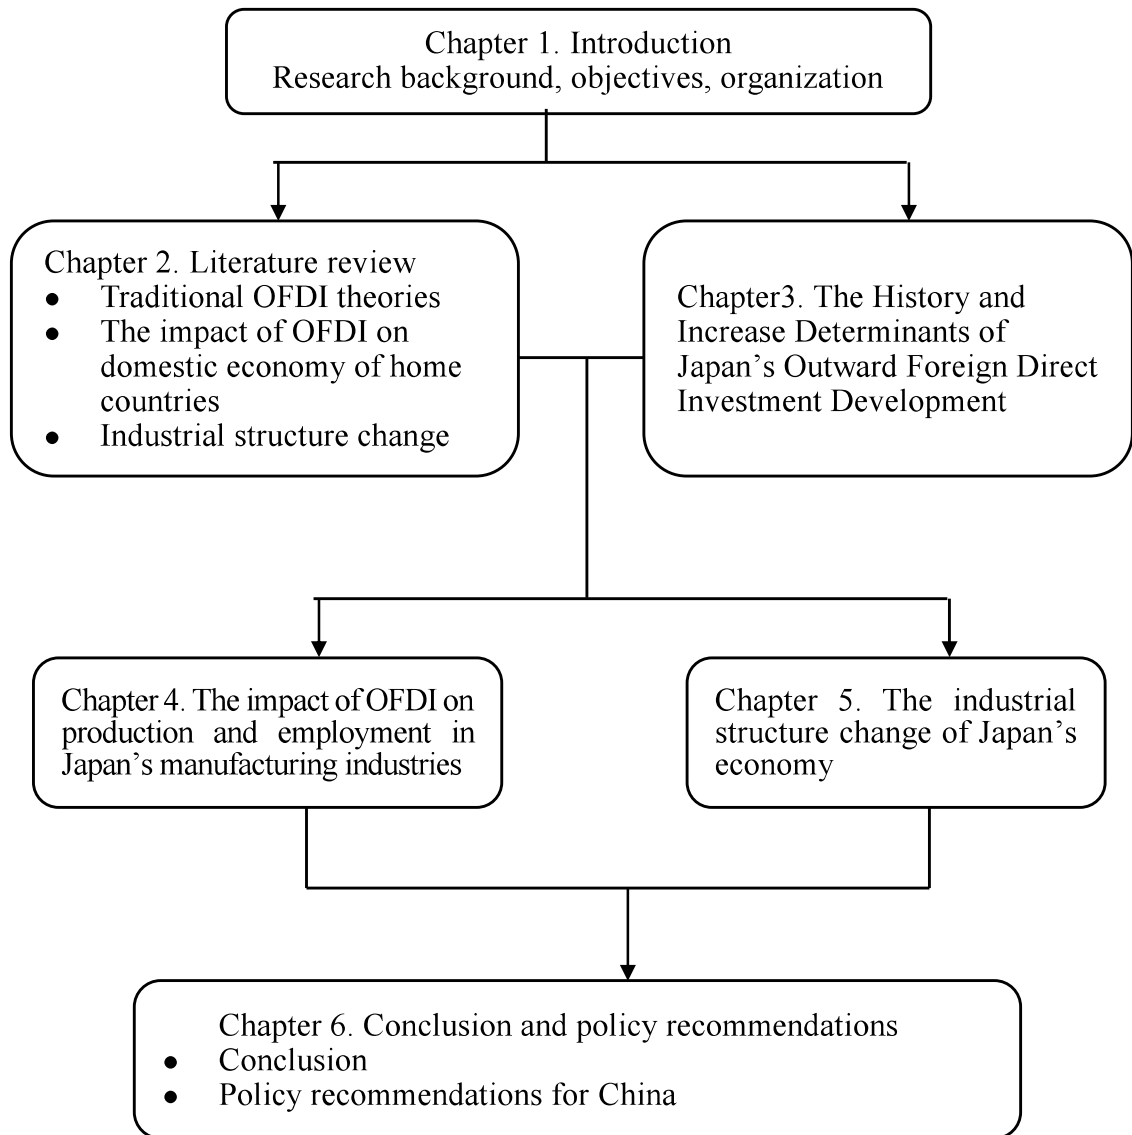 Chapter 1. Introduction
Research background, objectives, organization
Chapter 2. Literature review
● Traditional OFDI theories
● The impact of OFDI on
domestic economy of home
countries
● Industrial structure change
Chapter3. The History and
Increase Determinants of
Japan’s Outward Foreign Direct
Investment Development
Chapter 4. The impact of OFDI on
production and employment in
Japan’s manufacturing industries
Chapter 5. The industrial
structure change of Japan’s
economy
Chapter 6. Conclusion and policy recommendations
● Conclusion
● Policy recommendations for China